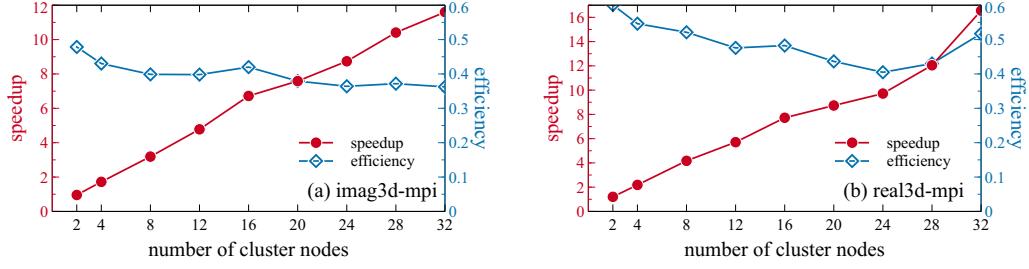 12
10
8
6
4
2
0
speedup
0.6
0.5
0.4
0.3
0.2
0.1
0
efficiency
speedup
efficiency
(a) imag3d-mpi
2 4 8 12 16 20 24 28 32
number of cluster nodes
16
14
12
10
8
6
4
2
0
speedup
0.6
0.5
0.4
0.3
0.2
0.1
0
efficiency
speedup
efficiency
(b) real3d-mpi
2 4 8 12 16 20 24 28 32
number of cluster nodes